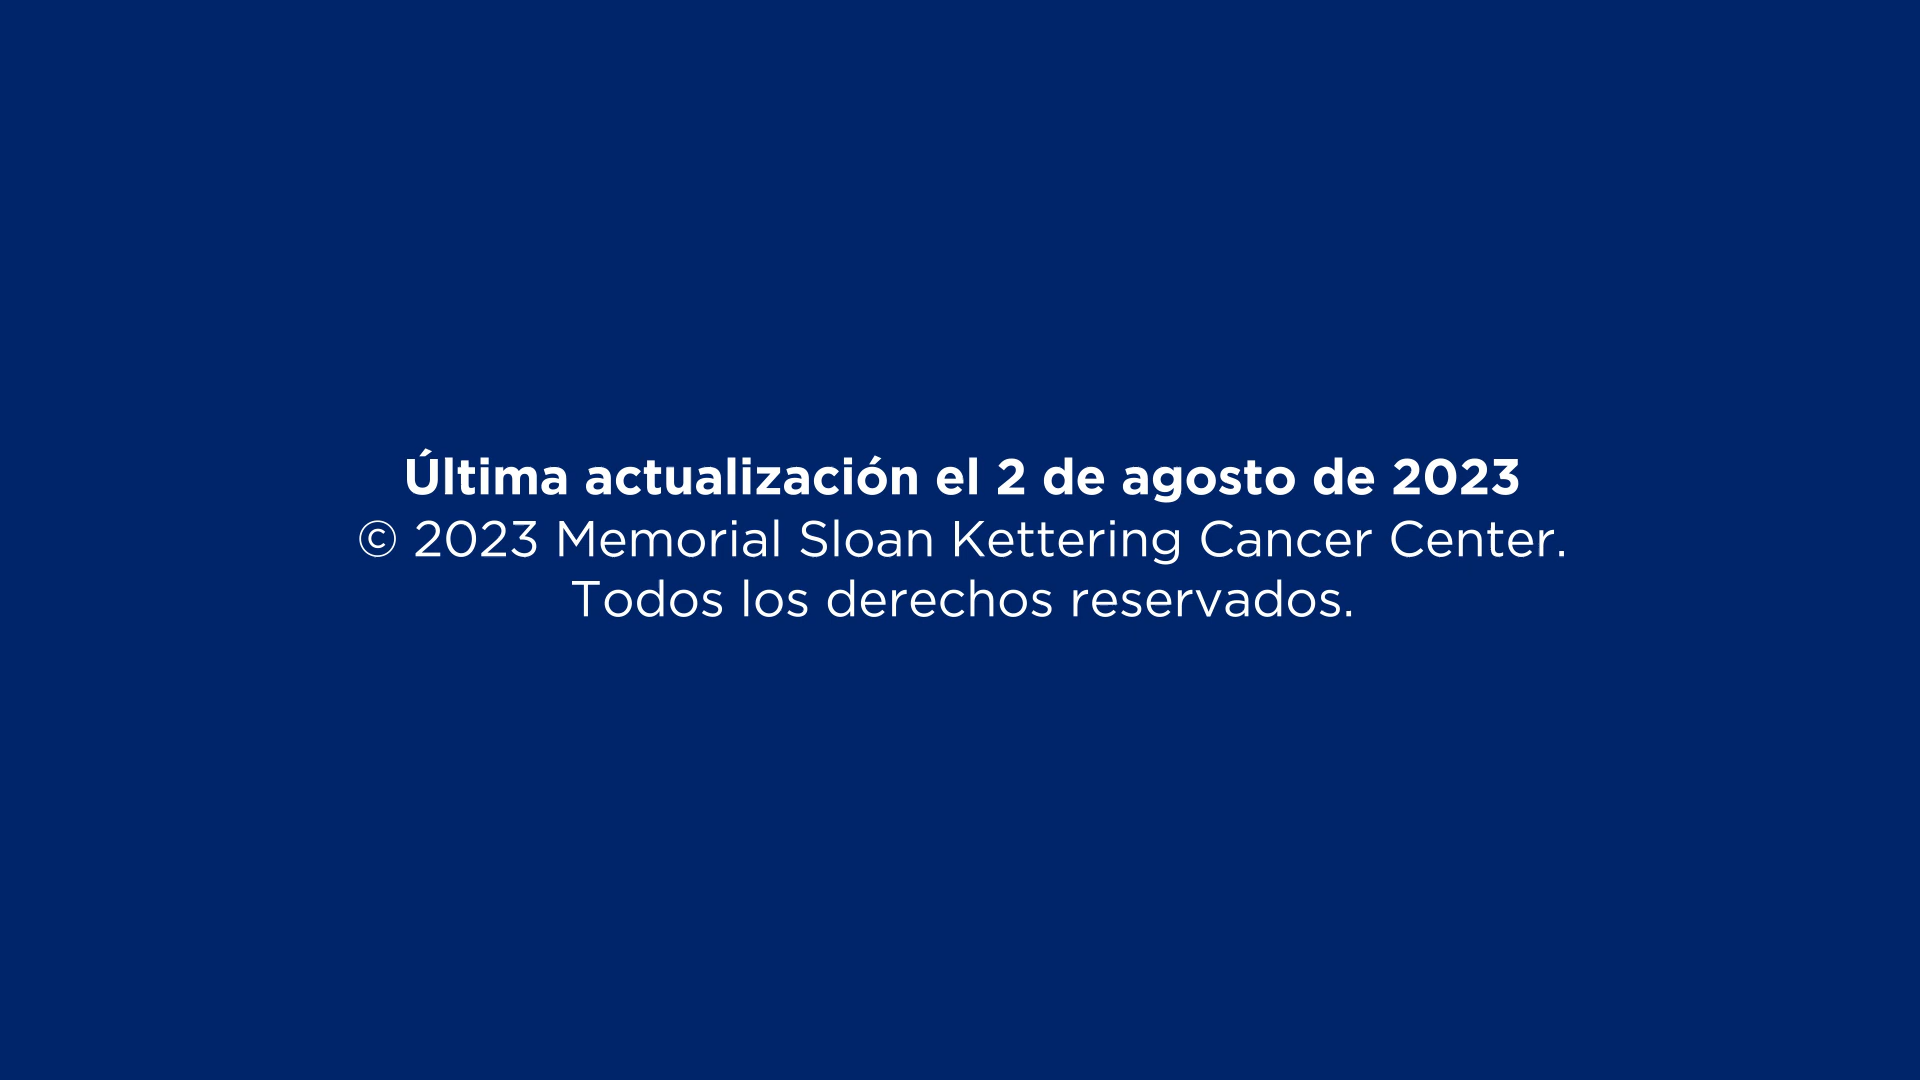 Última actualización el 2 de agosto de 2023
© 2023 Memorial Sloan Kettering Cancer Center.
Todos los derechos reservados.